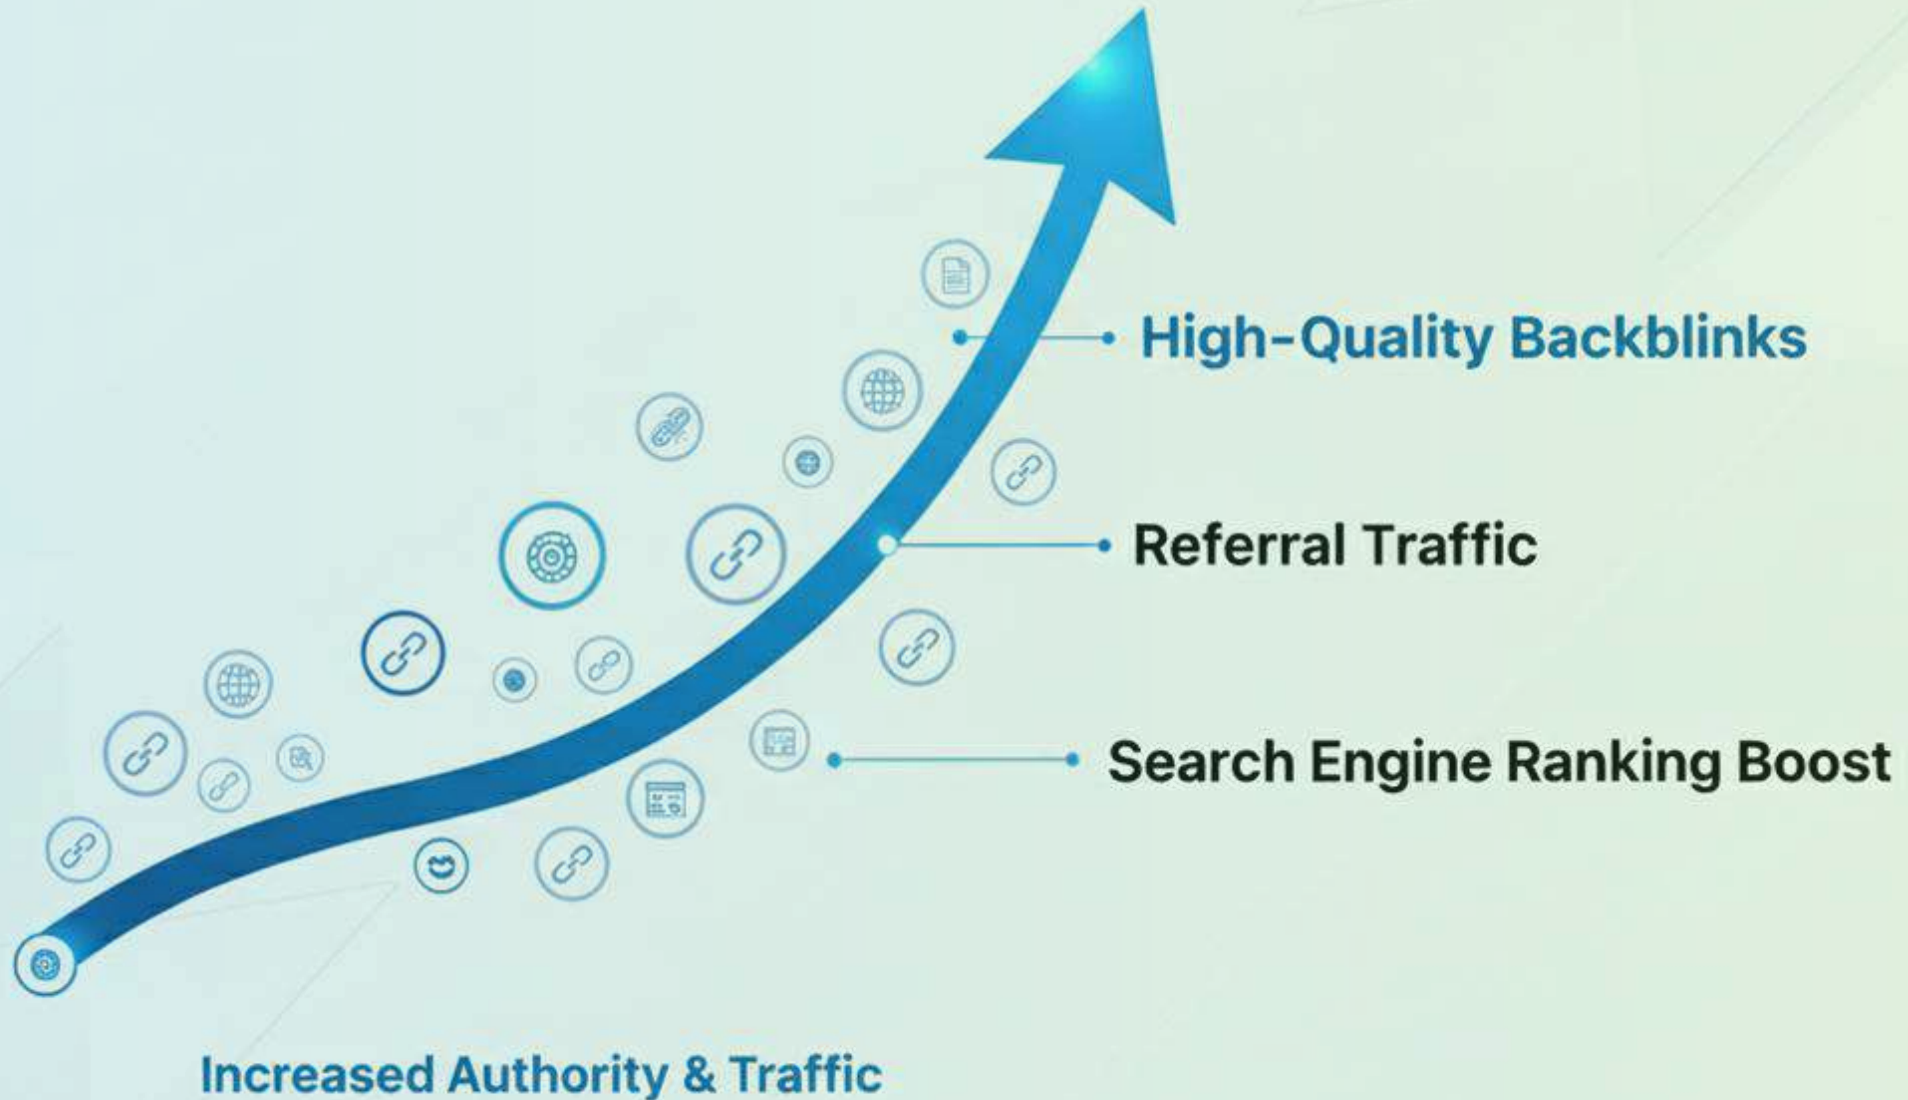 High-Quality Backblinks
Referral Traffic
Search Engine Ranking Boost
Increased Authority & Traffic